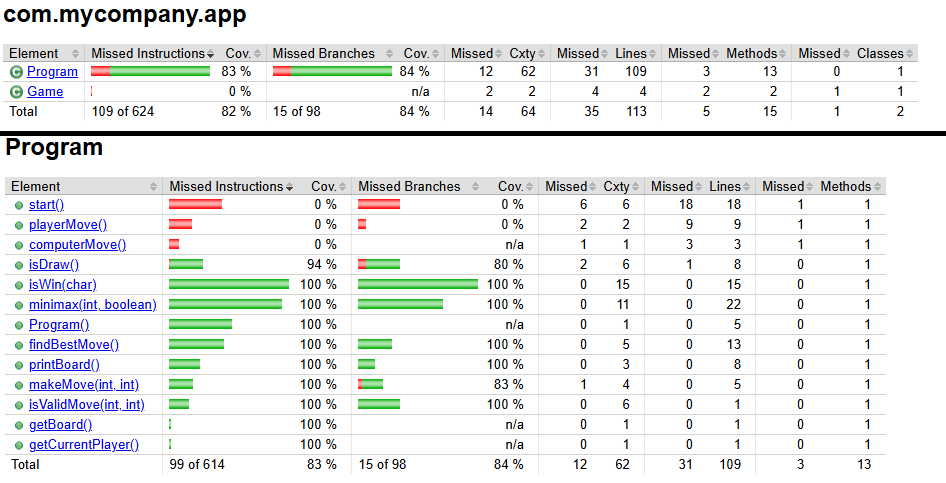 com.mycompany.app
Element Missed Instructions Cov. Missed Branches Cov. Missed Cxty Missed Lines Missed Methods Missed Classes
C Program 83 % 84 % 12 62 31 109 3 13 0 1
C Game 0 % n/a 2 2 4 4 2 2 1 1
Total 109 of 624 82 % 15 of 98 84 % 14 64 35 113 5 15 1 2
Program
Element Missed Instructions Cov. Missed Branches Cov. Missed Cxty Missed Lines Missed Methods
start() 0 % 0 % 6 6 18 18 1 1
playerMove() 0 % 0 % 2 2 9 9 1 1
computerMove() 0 % n/a 1 1 3 3 1 1
isDraw() 94 % 80 % 2 6 1 8 0 1
isWin(char) 100 % 100 % 0 15 0 15 0 1
minimax(int, boolean) 100 % 100 % 0 11 0 22 0 1
Program() 100 % n/a 0 1 0 5 0 1
findBestMove() 100 % 100 % 0 5 0 13 0 1
printBoard() 100 % 100 % 0 3 0 8 0 1
makeMove(int, int) 100 % 83 % 1 4 0 5 0 1
isValidMove(int, int) 100 % 100 % 0 6 0 1 0 1
getBoard() 100 % n/a 0 1 0 1 0 1
getCurrentPlayer() 100 % n/a 0 1 0 1 0 1
Total 99 of 614 83 % 15 of 98 84 % 12 62 31 109 3 13